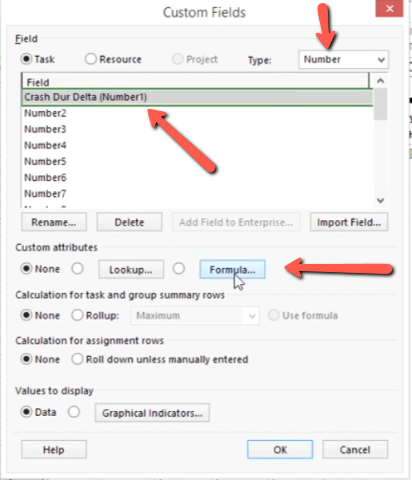 Custom Fields
Field
Task Resource Project Type: Number
Field
Crash Dur Delta (Number1)
Number2
Number3
Number4
Number5
Number6
Number7
Rename... Delete Add Field to Enterprise... Import Field...
Custom attributes
None Lookup... Formula...
Calculation for task and group summary rows
None Rollup: Maximum Use formula
Calculation for assignment rows
None Roll down unless manually entered
Values to display
Data Graphical Indicators...
Help OK Cancel